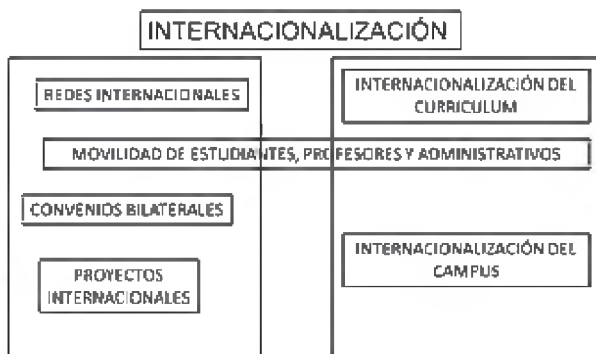 INTERNACIONALIZACIÓN
REDES INTERNACIONALES
INTERNACIONALIZACIÓN DEL
CURRICULUM
MOVILIDAD DE ESTUDIANTES, PROFESORES Y ADMINISTRATIVOS
CONVENIOS BILATERALES
PROYECTOS
INTERNACIONALES
INTERNACIONALIZACIÓN DEL
CAMPUS